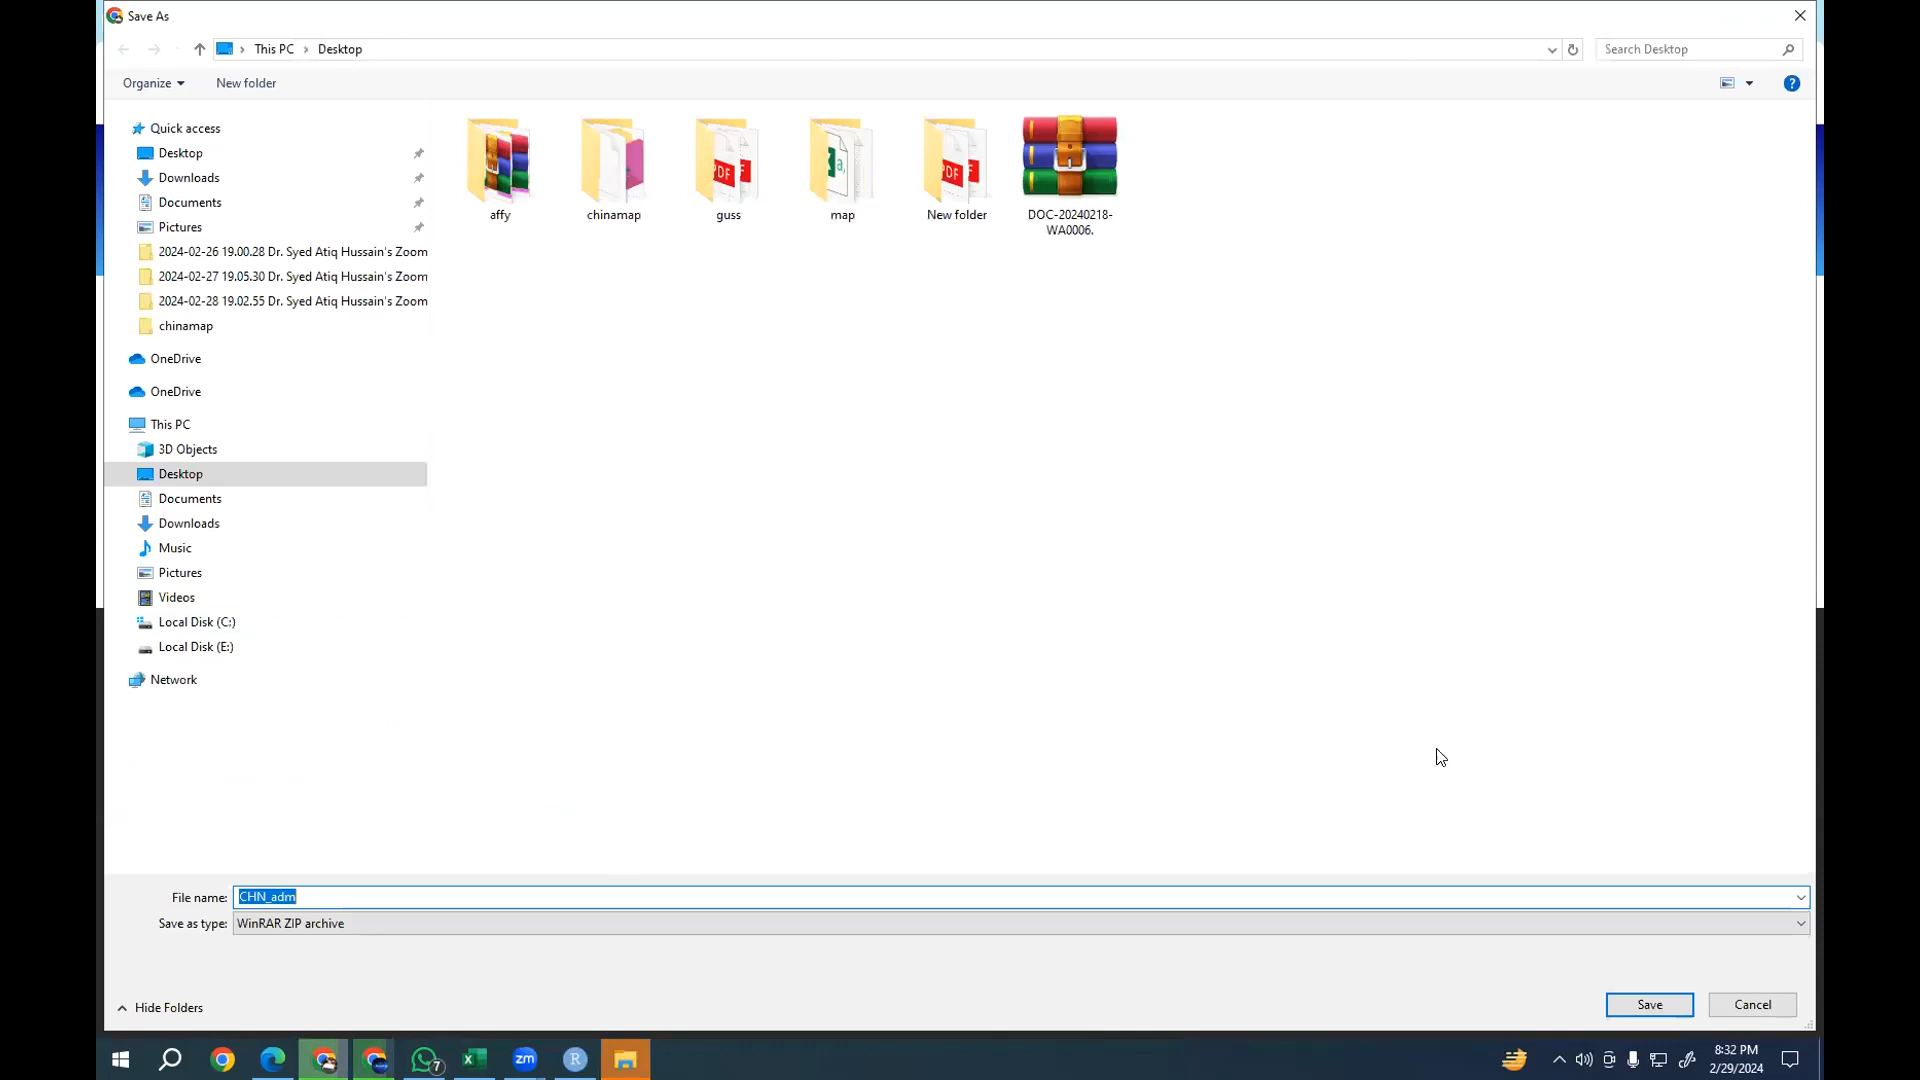 Save As
This PC > Desktop
Search Desktop
Organize
New folder
Quick access
Desktop
Downloads
Documents
Pictures
2024-02-26 19.00.28 Dr. Syed Atiq Hussain's Zoom
2024-02-27 19.05.30 Dr. Syed Atiq Hussain's Zoom
2024-02-28 19.02.55 Dr. Syed Atiq Hussain's Zoom
chinamap
OneDrive
OneDrive
This PC
3D Objects
Desktop
Documents
Downloads
Music
Pictures
Videos
Local Disk (C:)
Local Disk (E:)
Network
PDF
a,
PDF
affy
chinamap
guss
map
New folder
DOC-20240218-
WA0006.
File name: CHN_adm
Save as type: WinRAR ZIP archive
Hide Folders
Save
Cancel
7
zm
R
8:32 PM
2/29/2024